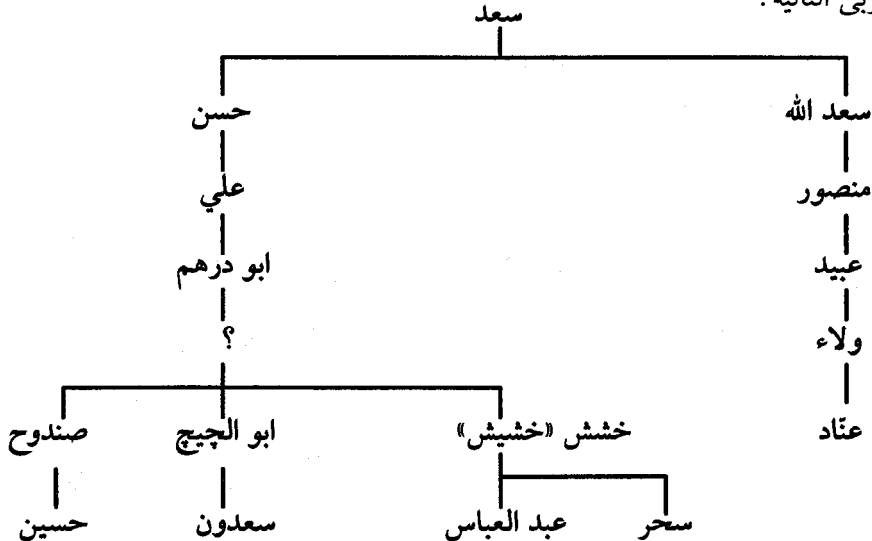 الثانية :
سعد
سعد الله حسن
منصور علي
عبيد ابو درهم
ولاء ؟
عنّاد خشش «خشيش» ابو الچيچ صندوح
سحر عبد العباس سعدون حسين